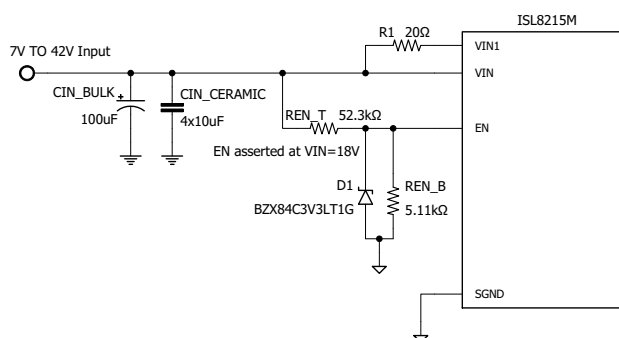 ISL8215M
R1 20Ω
7V TO 42V Input
VIN1
VIN
CIN_BULK
+
100uF
CIN_CERAMIC
4x10uF
REN_T 52.3kΩ
EN
EN asserted at VIN=18V
D1
BZX84C3V3LT1G
REN_B
5.11kΩ
SGND